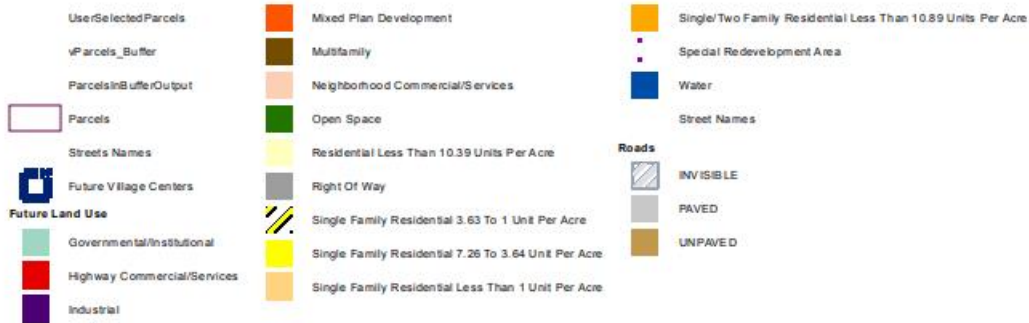 UserSelectedParcels
vParcels_Buffer
ParcelsInBufferOutput
Parcels
Streets Names
Future Village Centers
Future Land Use
Governmental/Institutional
Highway Commercial/Services
Industrial
Mixed Plan Development
Multifamily
Neighborhood Commercial/Services
Open Space
Residential Less Than 10.39 Units Per Acre
Right Of Way
Single Family Residential 3.63 To 1 Unit Per Acre
Single Family Residential 7.26 To 3.64 Unit Per Acre
Single Family Residential Less Than 1 Unit Per Acre
Single/Two Family Residential Less Than 10.89 Units Per Acre
Special Redevelopment Area
Water
Street Names
Roads
INVISIBLE
PAVED
UNPAVED